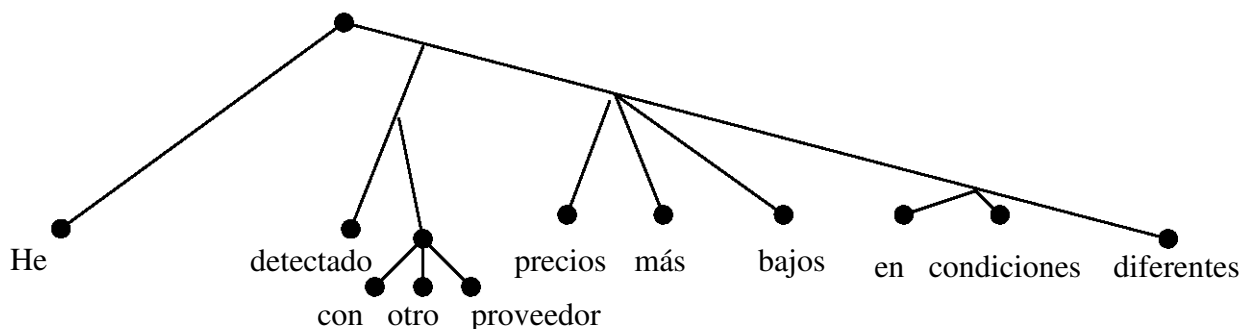 He detectado precios más bajos en condiciones diferentes
con otro proveedor